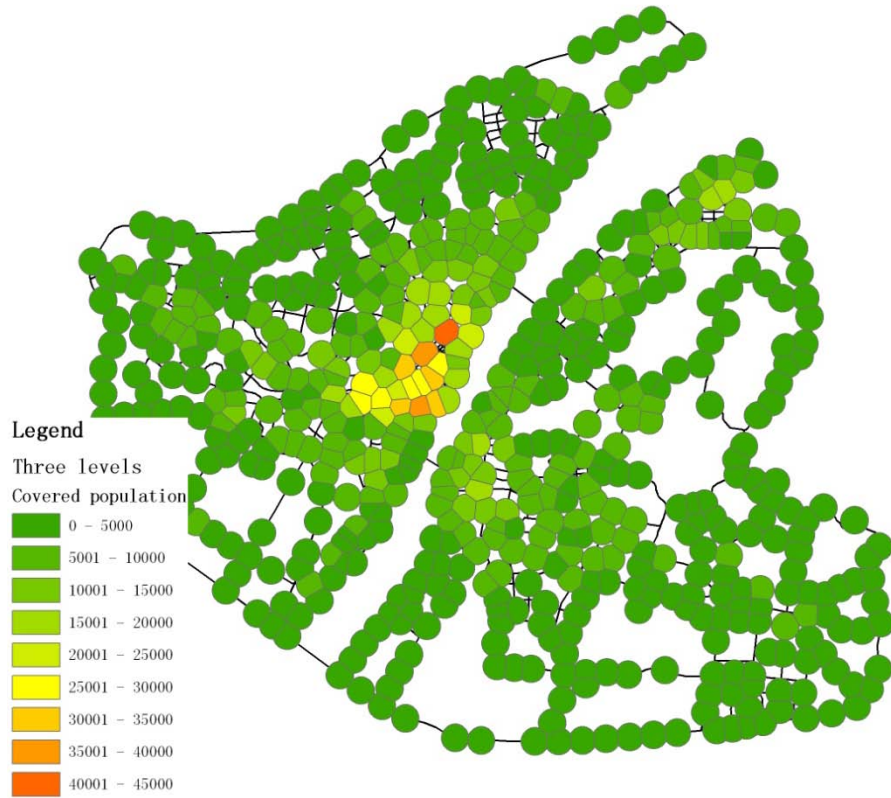 Legend
Three levels
Covered population
0 - 5000
5001 - 10000
10001 - 15000
15001 - 20000
20001 - 25000
25001 - 30000
30001 - 35000
35001 - 40000
40001 - 45000